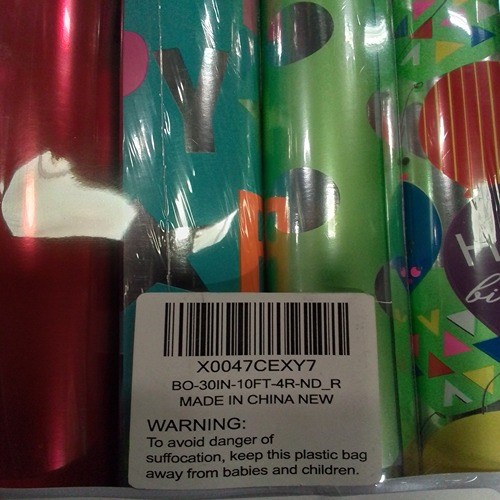 Y
E
H
bi
X0047CEXY7
BO-30IN-10FT-4R-ND_R
MADE IN CHINA NEW
WARNING:
To avoid danger of
suffocation, keep this plastic bag
away from babies and children.